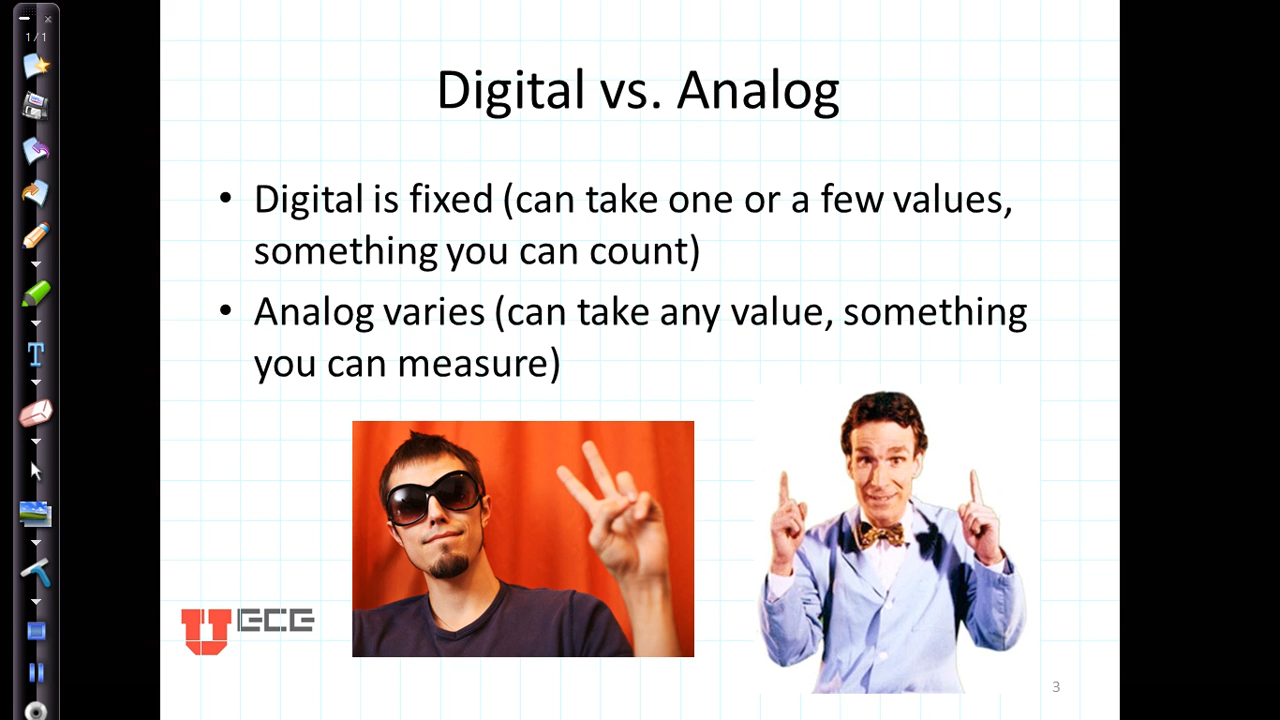 1/1
Digital vs. Analog
• Digital is fixed (can take one or a few values,
something you can count)
• Analog varies (can take any value, something
you can measure)
U ECE
3